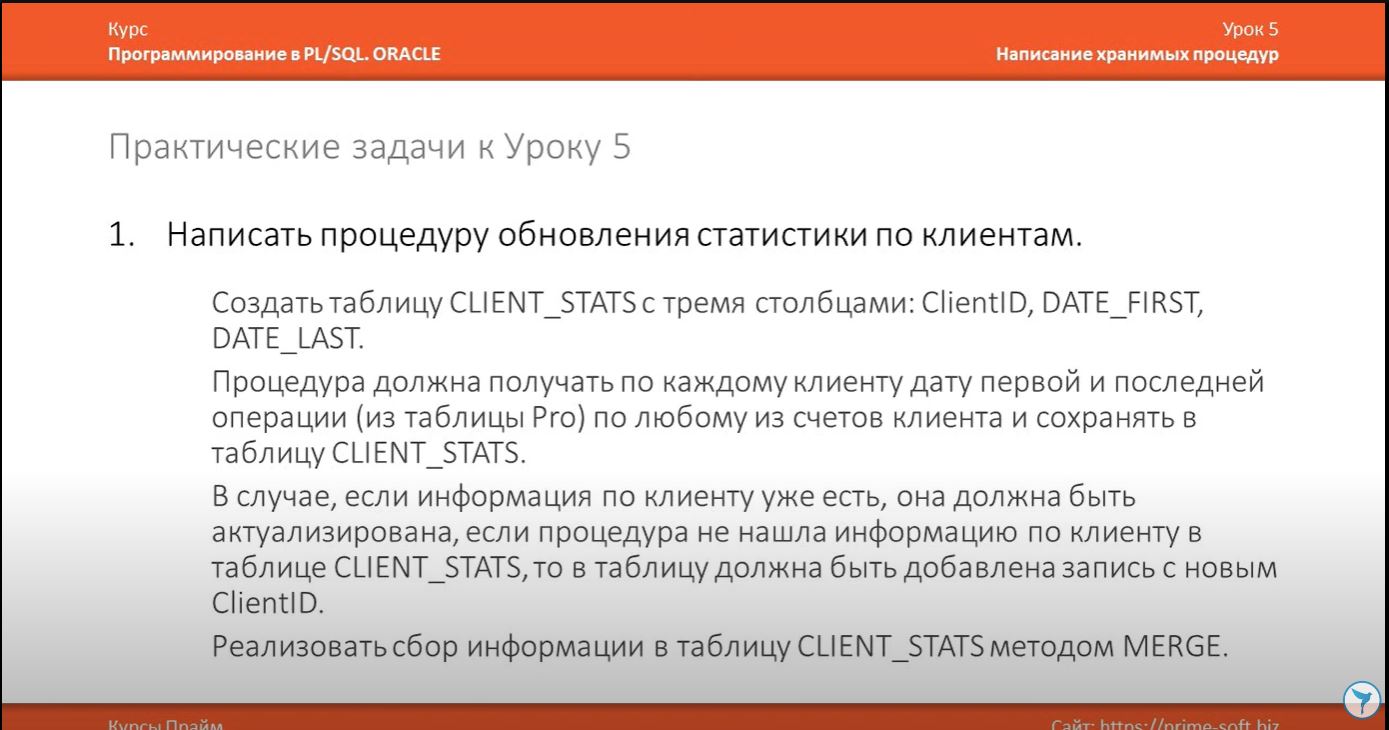 Курс
Программирование в PL/SQL. ORACLE
Урок 5
Написание хранимых процедур
Практические задачи к Уроку 5
1. Написать процедуру обновления статистики по клиентам.
Создать таблицу CLIENT_STATS с тремя столбцами: ClientID, DATE_FIRST,
DATE_LAST.
Процедура должна получать по каждому клиенту дату первой и последней
операции (из таблицы Pro) по любому из счетов клиента и сохранять в
таблицу CLIENT_STATS.
В случае, если информация по клиенту уже есть, она должна быть
актуализирована, если процедура не нашла информацию по клиенту в
таблице CLIENT_STATS, то в таблицу должна быть добавлена запись с новым
ClientID.
Реализовать сбор информации в таблицу CLIENT_STATS методом MERGE.
Курсы Прайм
Сайт: https://prime-soft.biz